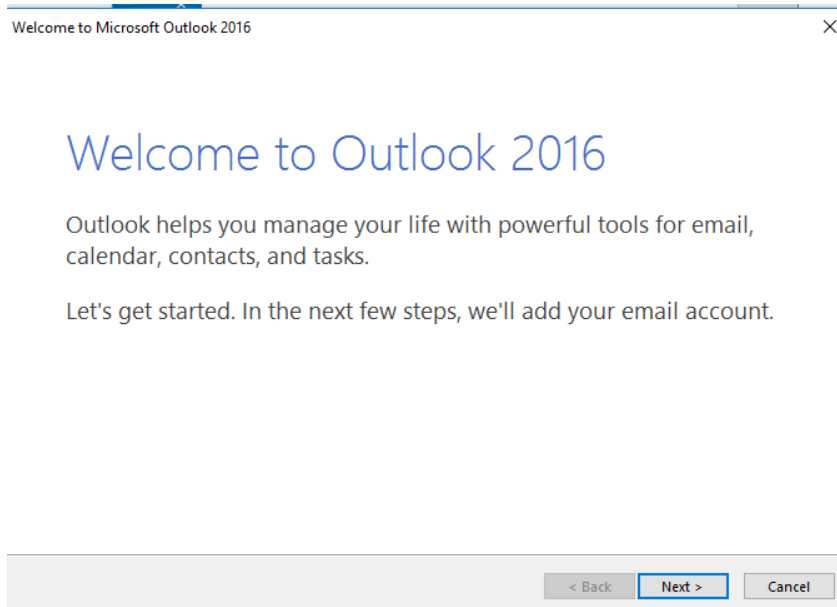 Welcome to Microsoft Outlook 2016
Welcome to Outlook 2016
Outlook helps you manage your life with powerful tools for email,
calendar, contacts, and tasks.
Let's get started. In the next few steps, we'll add your email account.
< Back Next > Cancel